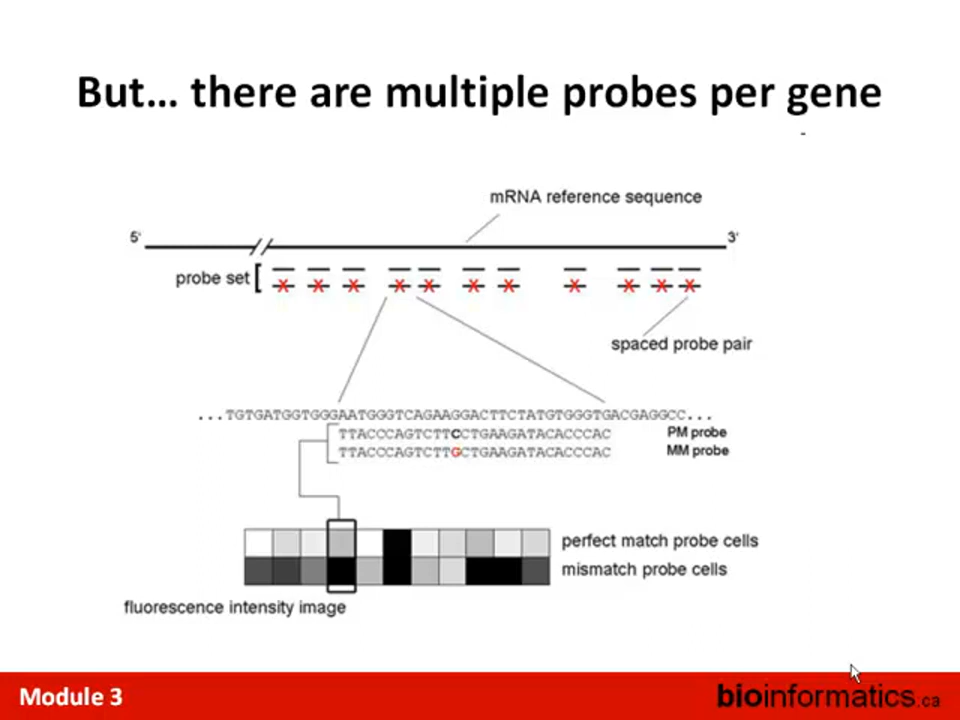 But... there are multiple probes per gene
mRNA reference sequence
5'
3'
probe set
x x x x x x x x x x x
spaced probe pair
...TGTGATGGTGGGAATGGGTCAGAAGGACTTCTATGTGGGTGACGAGGCC...
TTACCCAGTCTTCCTGAAGATACACCCAC PM probe
TTACCCAGTCTTGCTGAAGATACACCCAC MM probe
perfect match probe cells
mismatch probe cells
fluorescence intensity image
Module 3
bioinformatics.ca